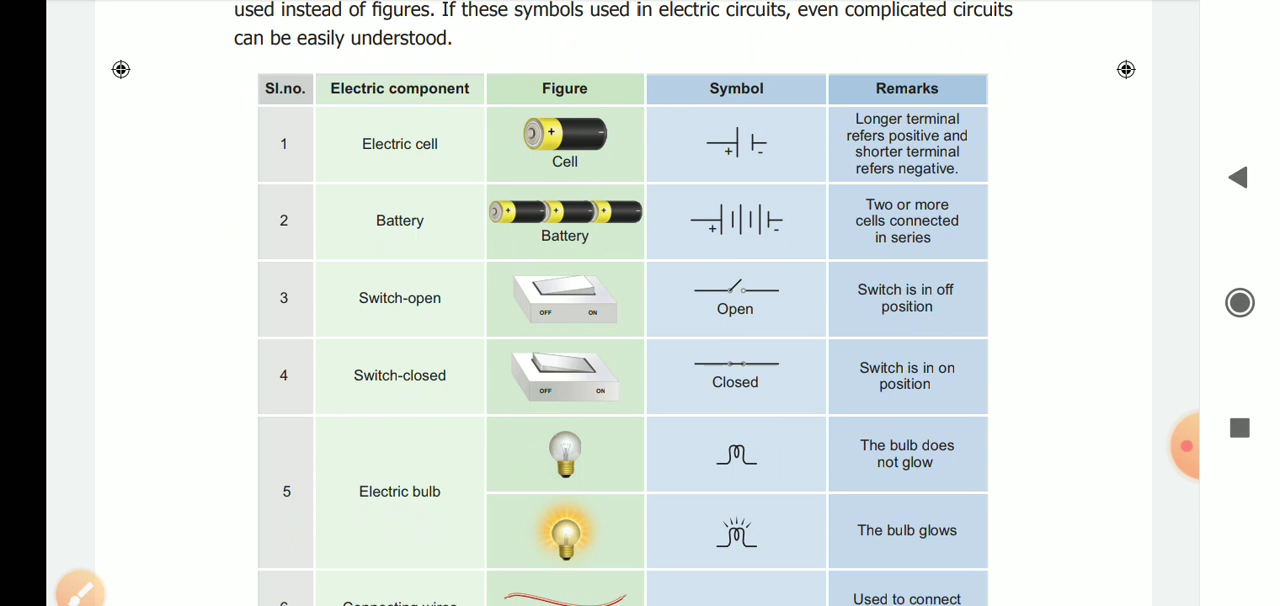 used instead of figures. If these symbols used in electric circuits, even complicated circuits
can be easily understood.
Sl.no. Electric component Figure Symbol Remarks
1 Electric cell + - Cell + - Longer terminal
refers positive and
shorter terminal
refers negative.
2 Battery + + + Battery + - Two or more
cells connected
in series
3 Switch-open OFF ON Open Switch is in off
position
4 Switch-closed OFF ON Closed Switch is in on
position
5 Electric bulb The bulb does
not glow
The bulb glows
6 Connecting wires Used to connect